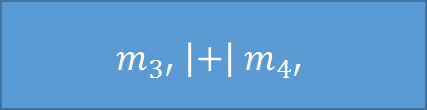 m₃, |+| m₄,